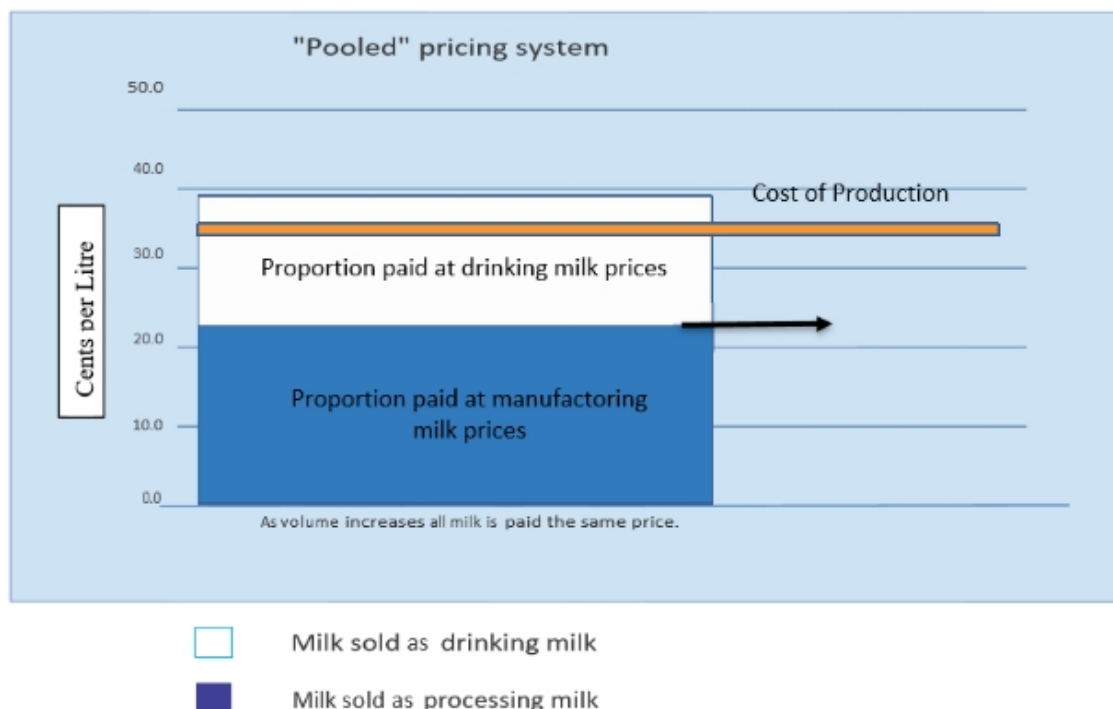 "Pooled" pricing system
50.0
40.0
Cost of Production
30.0
Proportion paid at drinking milk prices
Cents per Litre
20.0
Proportion paid at manufactoring
milk prices
10.0
0.0
As volume increases all milk is paid the same price.
Milk sold as drinking milk
Milk sold as processing milk